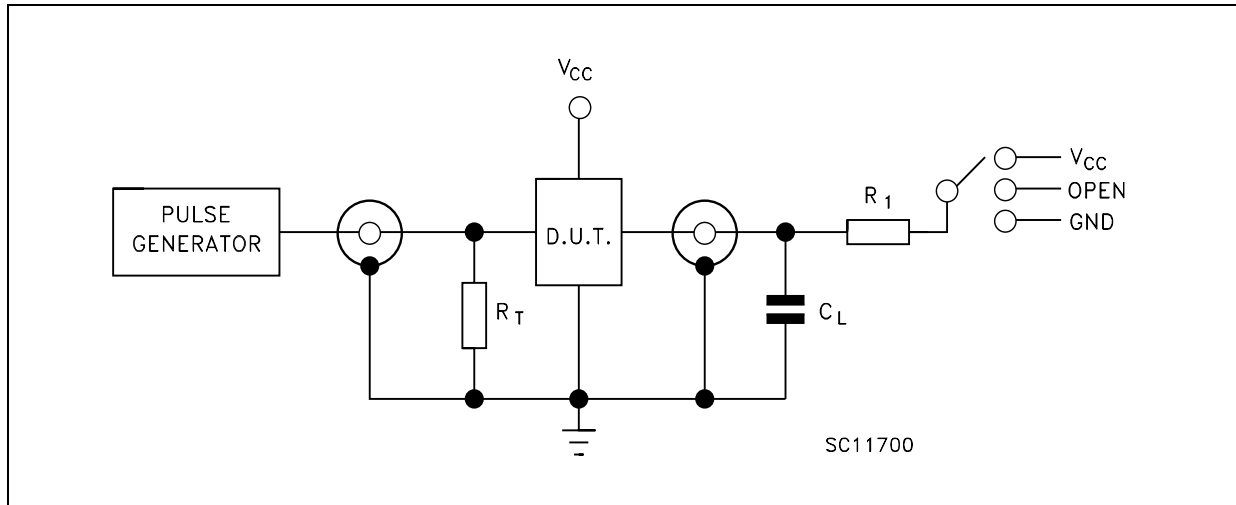 VCC
PULSE
GENERATOR
D.U.T.
R1
VCC
OPEN
GND
RT
CL
SC11700